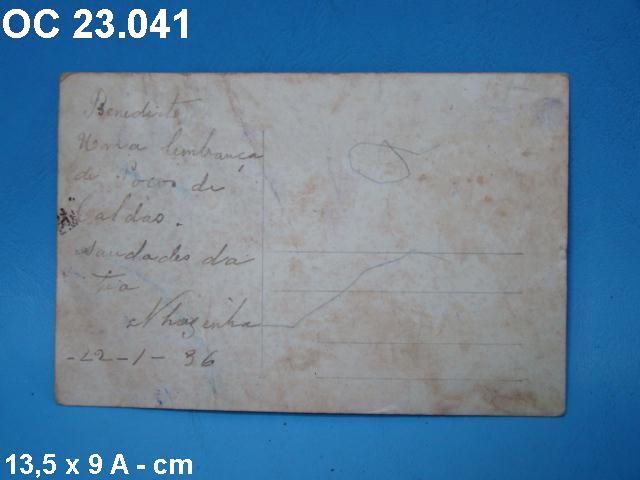 OC 23.041
Benedicto
Uma lembrança
de Poços de
Caldas.
Saudades da
tia
Nhazinha
-22-1-36
13,5 x 9 A - cm